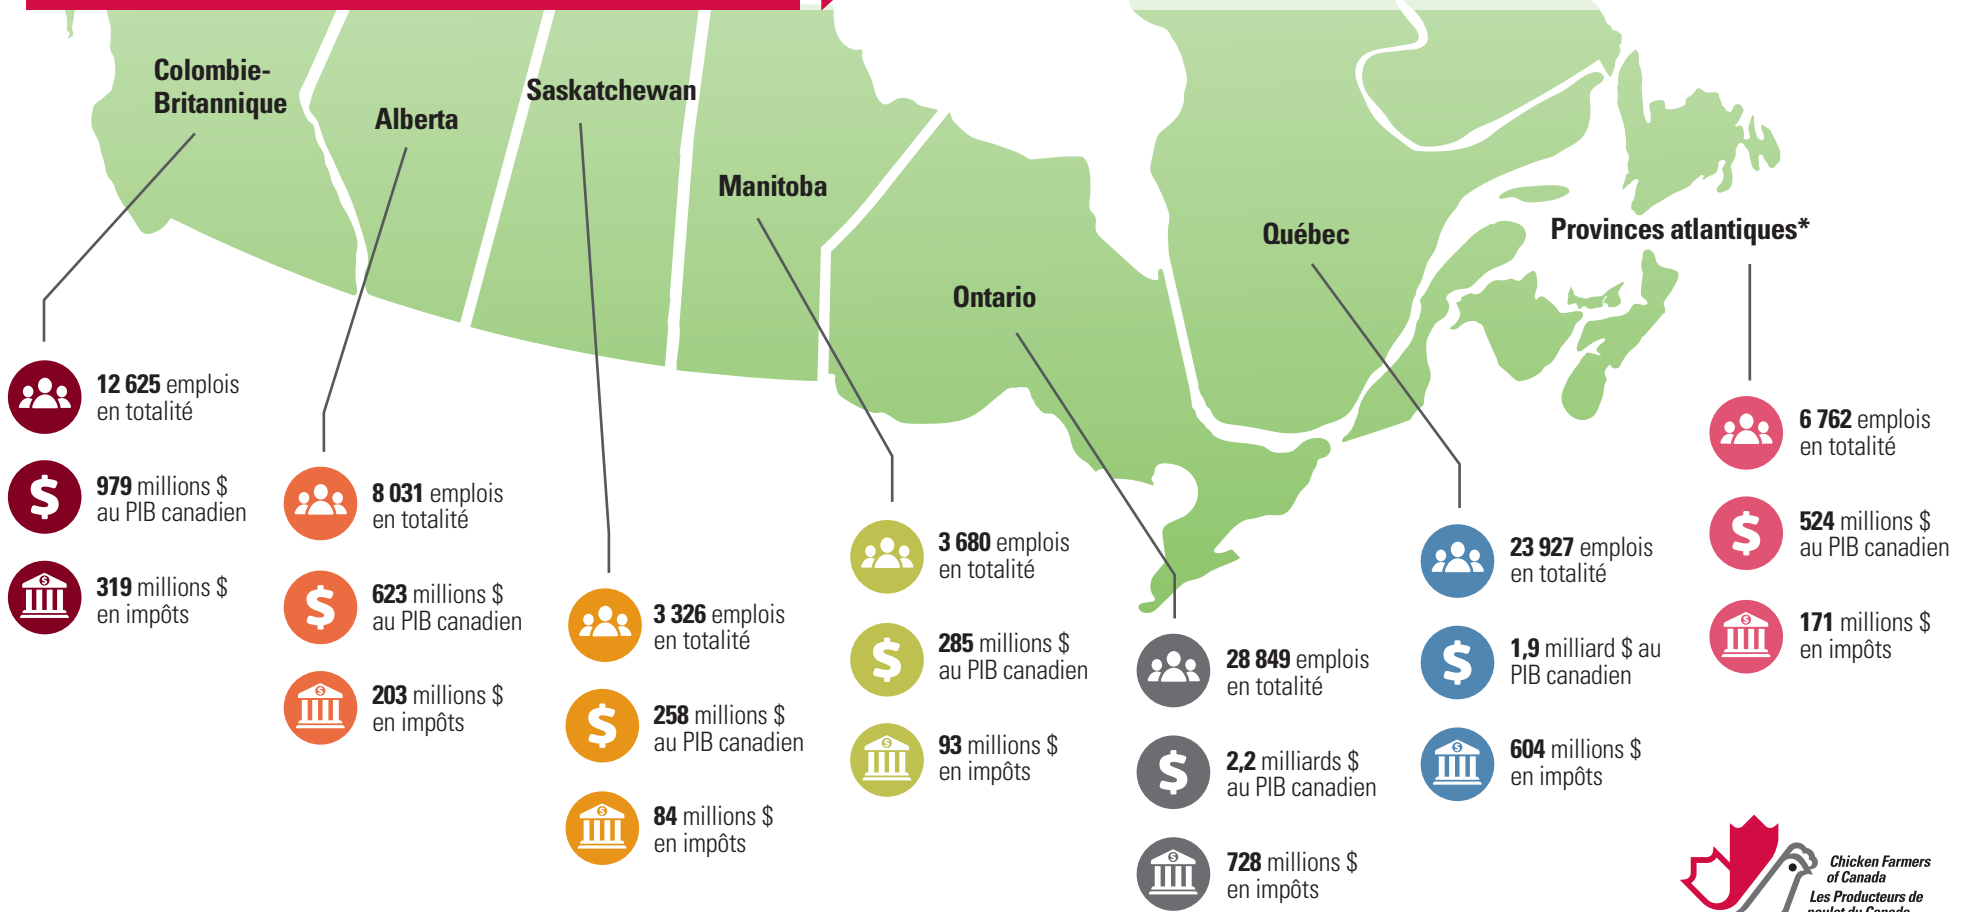 Colombie-
Britannique
Alberta
Saskatchewan
Manitoba
Ontario
Québec
Provinces atlantiques*
12 625 emplois
en totalité
979 millions $
au PIB canadien
319 millions $
en impôts
8 031 emplois
en totalité
623 millions $
au PIB canadien
203 millions $
en impôts
3 326 emplois
en totalité
258 millions $
au PIB canadien
84 millions $
en impôts
3 680 emplois
en totalité
285 millions $
au PIB canadien
93 millions $
en impôts
28 849 emplois
en totalité
2,2 milliards $
au PIB canadien
728 millions $
en impôts
23 927 emplois
en totalité
1,9 milliard $ au
PIB canadien
604 millions $
en impôts
6 762 emplois
en totalité
524 millions $
au PIB canadien
171 millions $
en impôts
Chicken Farmers
of Canada
Les Producteurs de
poulet du Canada